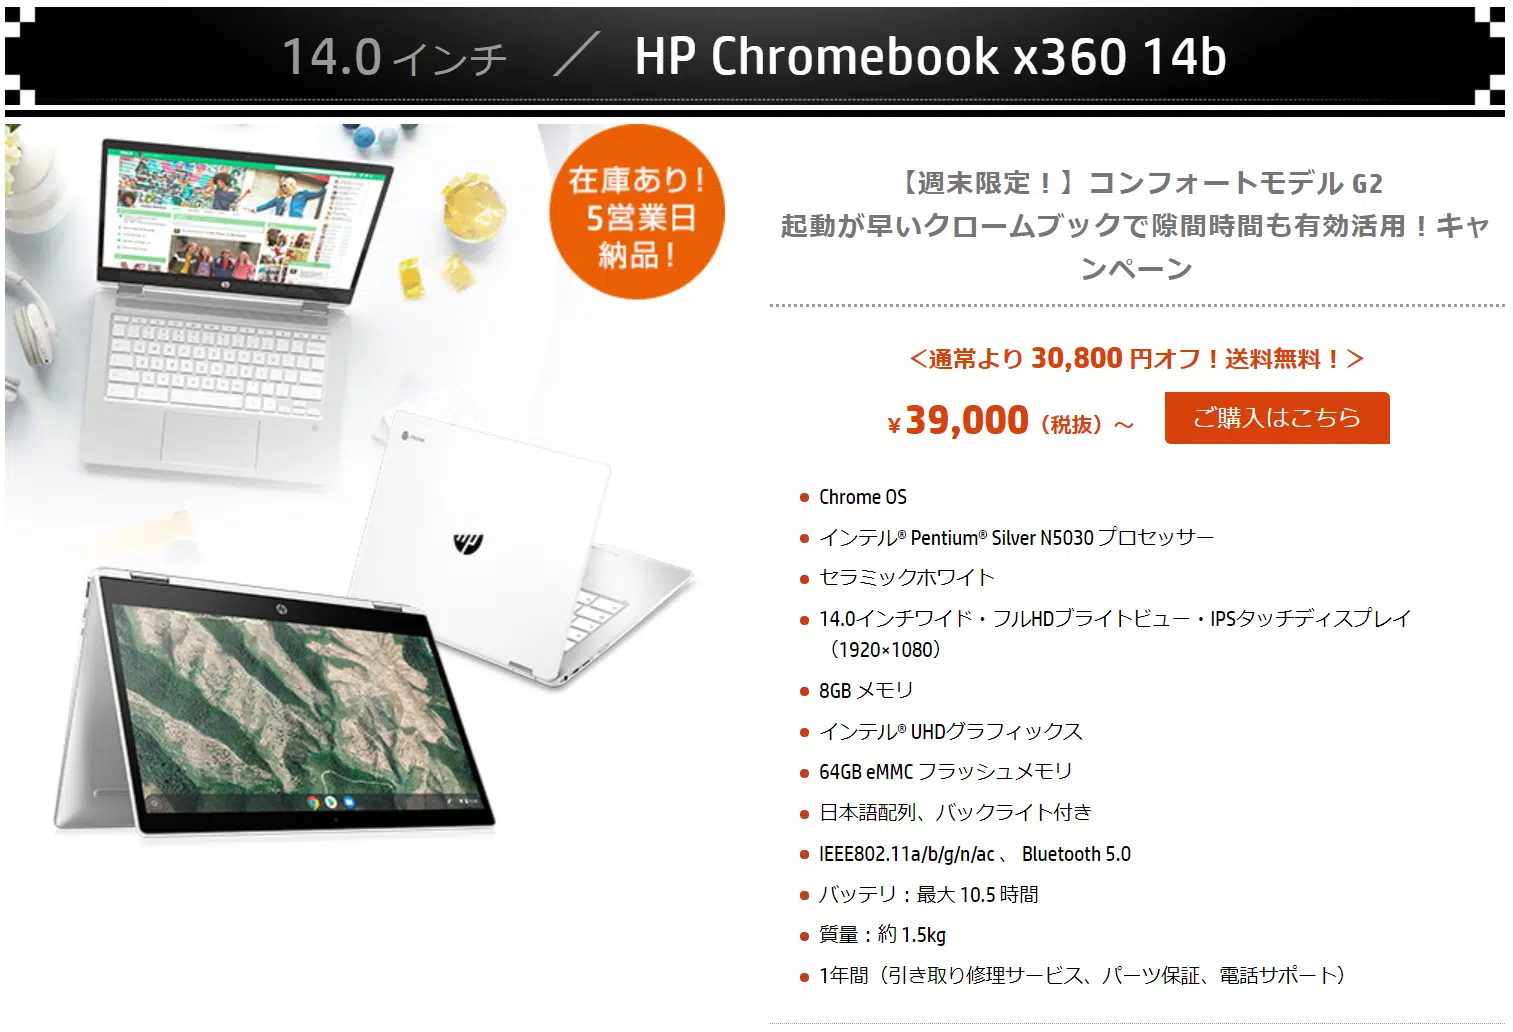 14.0 インチ ／ HP Chromebook x360 14b
在庫あり！
5営業日
納品！
【週末限定！】コンフォートモデル G2
起動が早いクロームブックで隙間時間も有効活用！キャ
ンペーン
＜通常より 30,800 円オフ！送料無料！＞
¥39,000（税抜）～
ご購入はこちら
Chrome OS
インテル® Pentium® Silver N5030 プロセッサー
セラミックホワイト
14.0インチワイド・フルHDブライトビュー・IPSタッチディスプレイ
（1920×1080）
8GB メモリ
インテル® UHDグラフィックス
64GB eMMC フラッシュメモリ
日本語配列、バックライト付き
IEEE802.11a/b/g/n/ac 、 Bluetooth 5.0
バッテリ：最大 10.5 時間
質量：約 1.5kg
1年間（引き取り修理サービス、パーツ保証、電話サポート）
chrome
hp